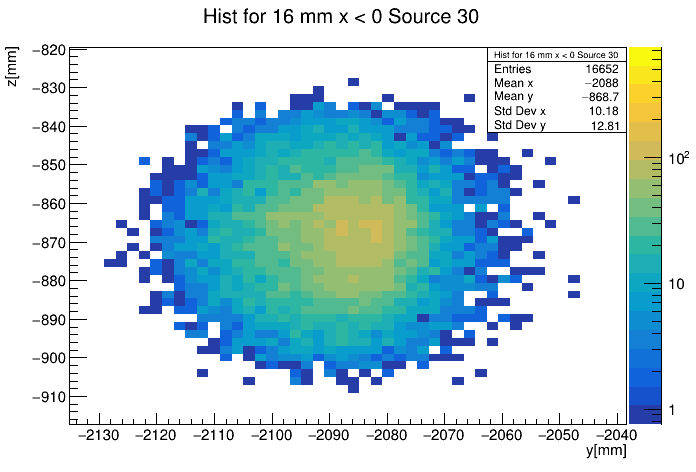 Hist for 16 mm x < 0 Source 30
z[mm]
−820
−830
−840
−850
−860
−870
−880
−890
−900
−910
Hist for 16 mm x < 0 Source 30
Entries 16652
Mean x −2088
Mean y −868.7
Std Dev x 10.18
Std Dev y 12.81
10²
10
1
−2130 −2120 −2110 −2100 −2090 −2080 −2070 −2060 −2050 −2040
y[mm]